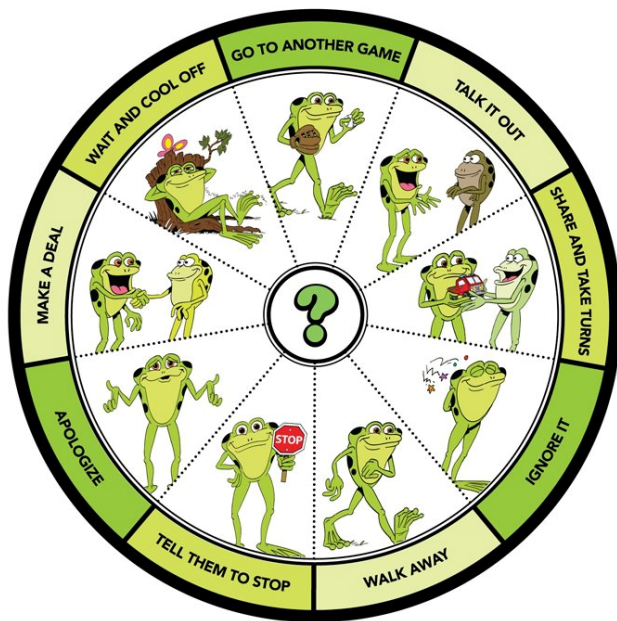 GO TO ANOTHER GAME
TALK IT OUT
SHARE AND TAKE TURNS
IGNORE IT
WALK AWAY
TELL THEM TO STOP
APOLOGIZE
MAKE A DEAL
WAIT AND COOL OFF
STOP
?